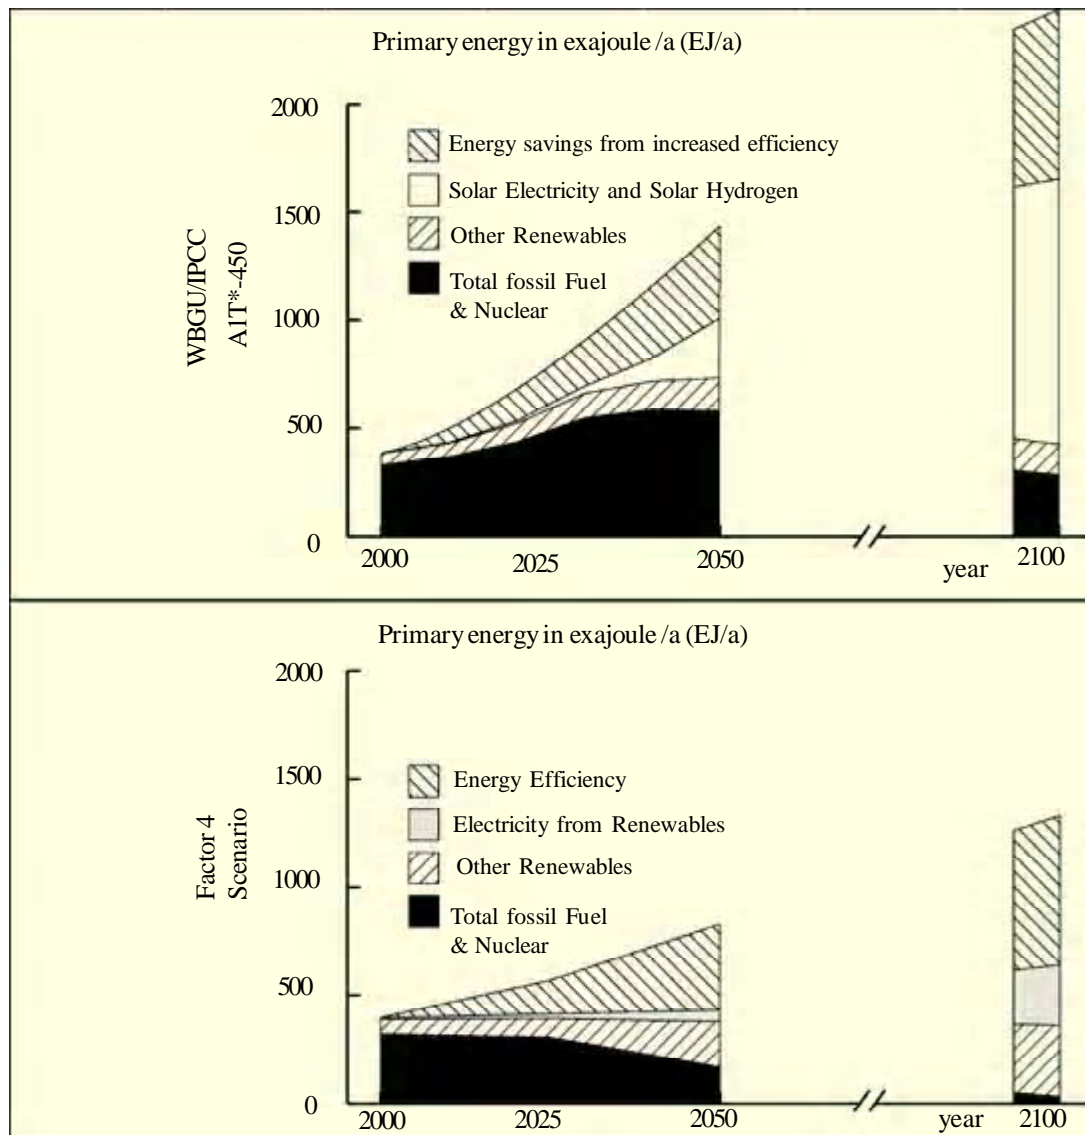 Primary energy in exajoule /a (EJ/a)
2000
1500
1000
500
0
WBGU/IPCC
A1T*-450
Energy savings from increased efficiency
Solar Electricity and Solar Hydrogen
Other Renewables
Total fossil Fuel
& Nuclear
2000
2025
2050
year
2100
Primary energy in exajoule /a (EJ/a)
2000
1500
1000
500
0
Factor 4
Scenario
Energy Efficiency
Electricity from Renewables
Other Renewables
Total fossil Fuel
& Nuclear
2000
2025
2050
year
2100